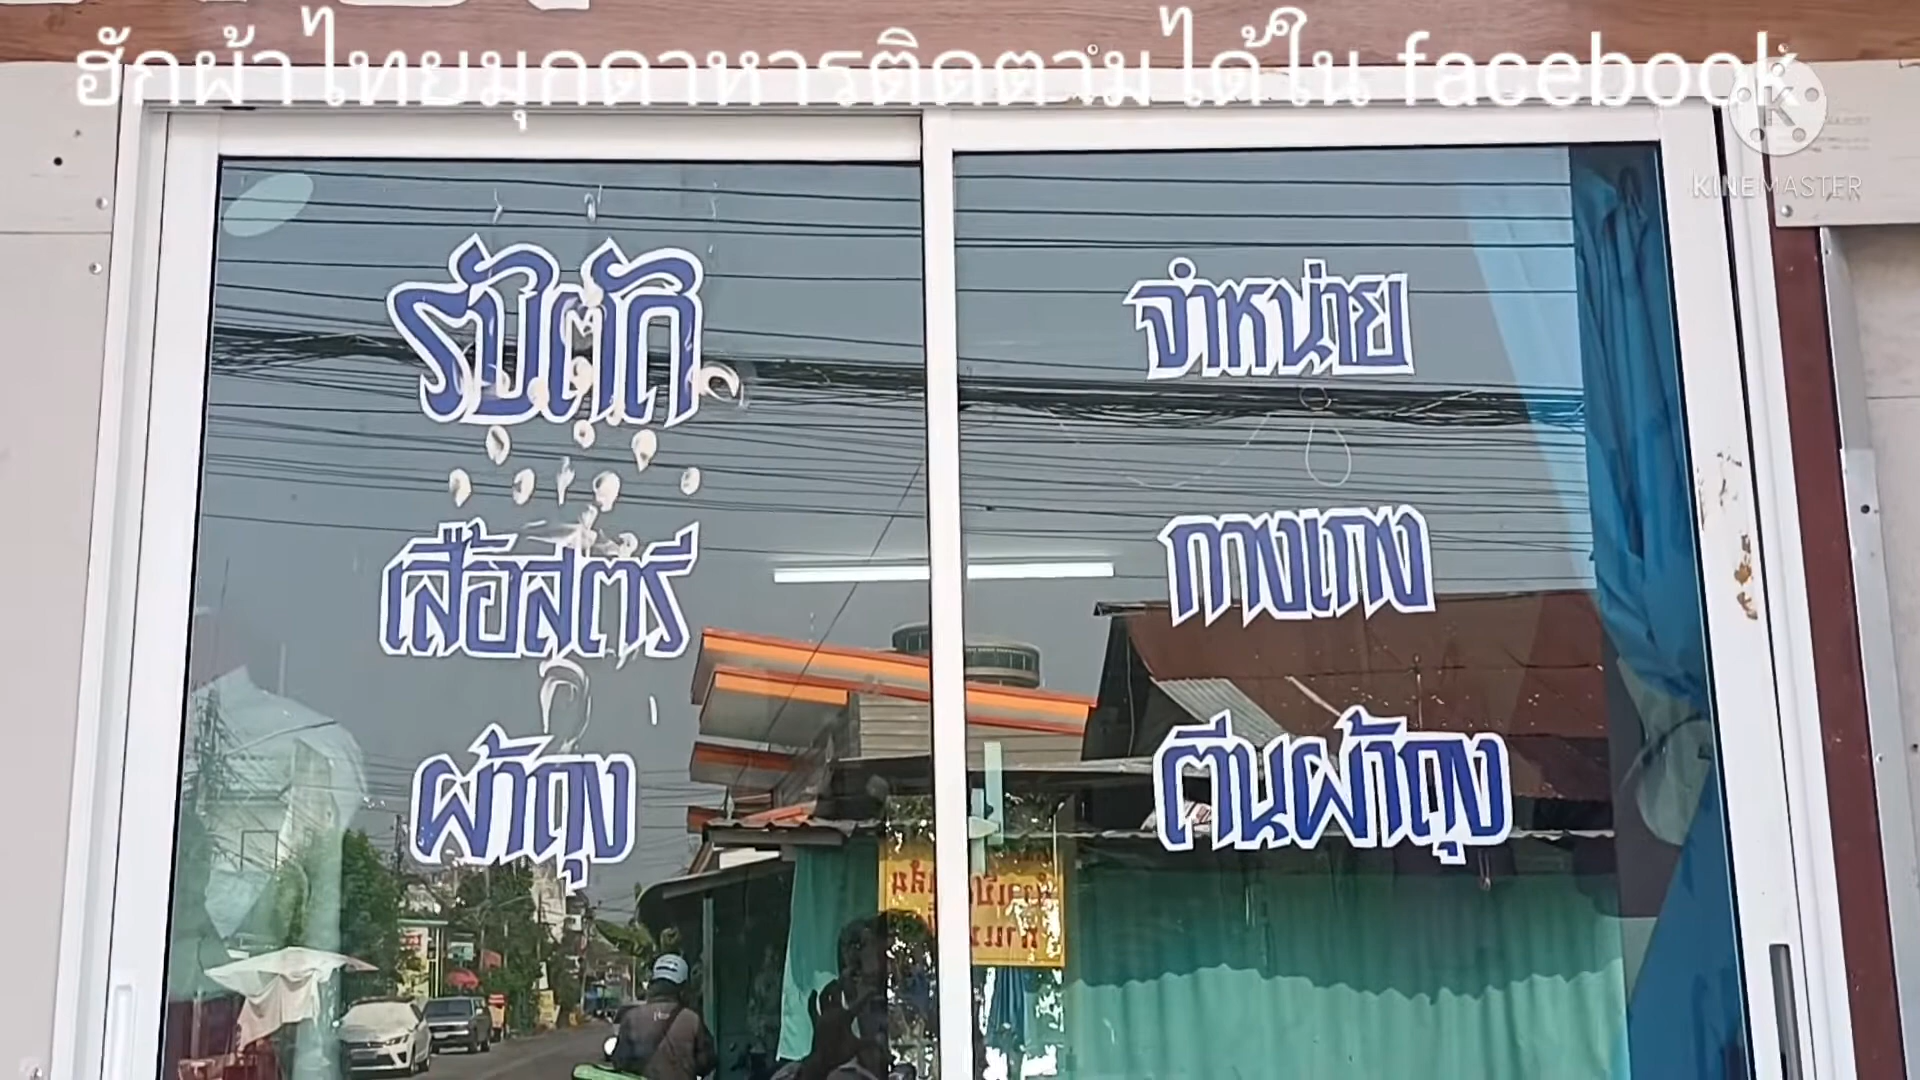 ฮักผ้าไทยมุกดาหารติดตามได้ใน facebook
KINEMASTER
รับตัด
เสื้อสตรี
ผ้าถุง
จำหน่าย
กางเกง
ตีนผ้าถุง